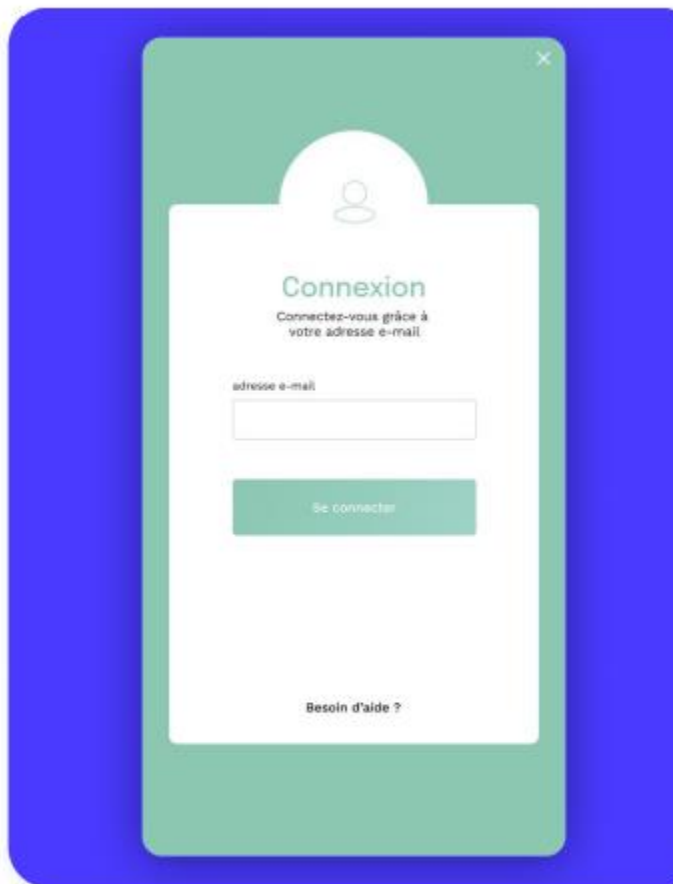 Connexion
Connectez-vous grâce à
votre adresse e-mail
adresse e-mail
Se connecter
Besoin d'aide ?